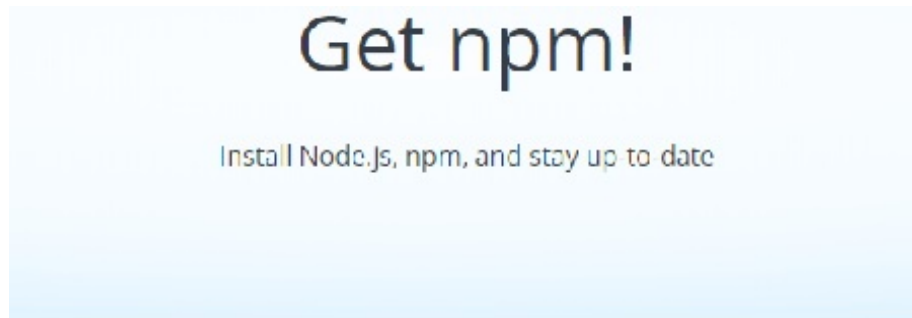 Get npm!
Install Node.js, npm, and stay up-to-date